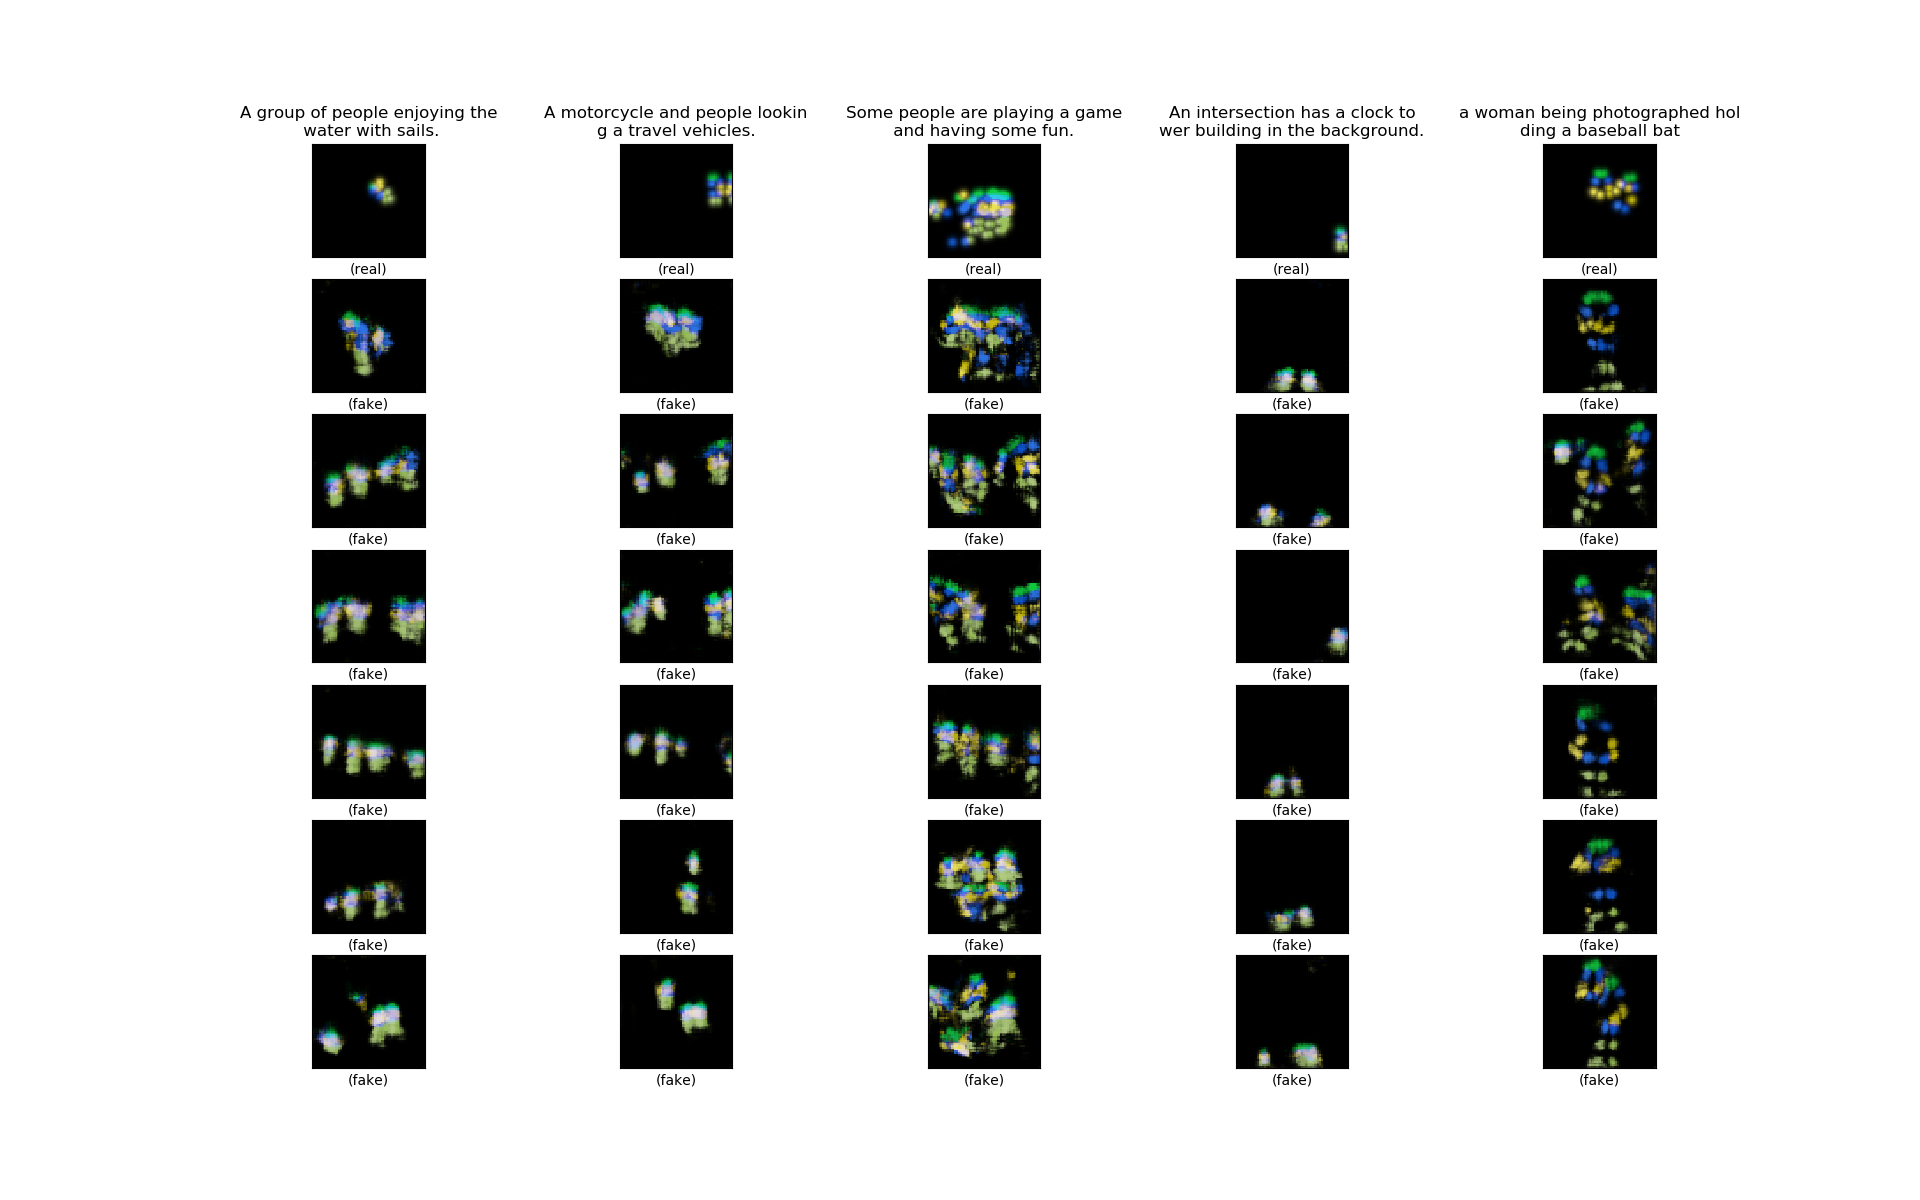 A group of people enjoying the
water with sails.
A motorcycle and people lookin
g a travel vehicles.
Some people are playing a game
and having some fun.
An intersection has a clock to
wer building in the background.
a woman being photographed hol
ding a baseball bat
(real) (real) (real) (real) (real)
(fake) (fake) (fake) (fake) (fake)
(fake) (fake) (fake) (fake) (fake)
(fake) (fake) (fake) (fake) (fake)
(fake) (fake) (fake) (fake) (fake)
(fake) (fake) (fake) (fake) (fake)
(fake) (fake) (fake) (fake) (fake)